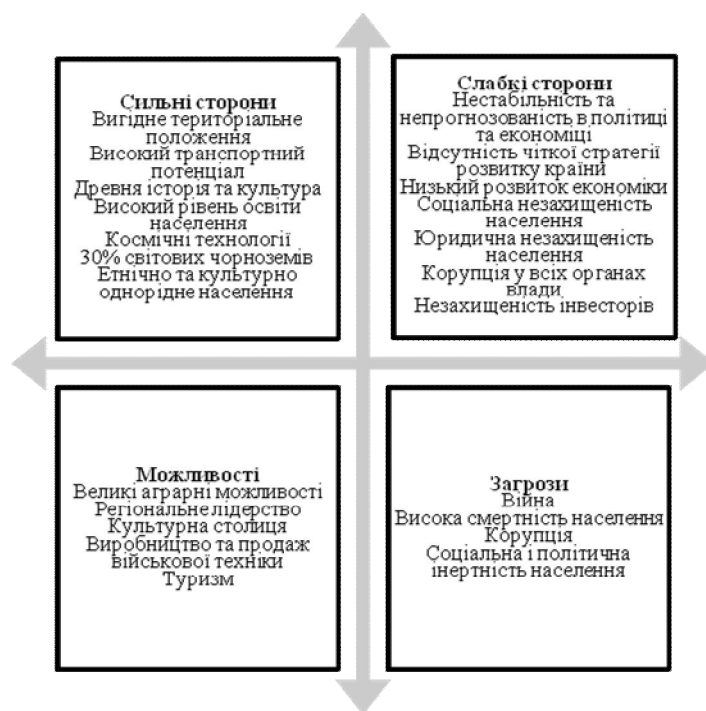 Сильні сторони
Вигідне територіальне
положення
Високий транспортний
потенціал
Древня історія та культура
Високий рівень освіти
населення
Космічні технології
30% світових чорноземів
Етнічно та культурно
однорідне населення
Слабкі сторони
Нестабільність та
непрогнозованість в політиці
та економіці
Відсутність чіткої стратегії
розвитку країни
Низький розвиток економіки
Соціальна незахищеність
населення
Юридична незахищеність
населення
Корупція у всіх органах
влади
Незахищеність інвесторів
Можливості
Великі аграрні можливості
Регіональне лідерство
Культурна столиця
Виробництво та продаж
військової техніки
Туризм
Загрози
Війна
Висока смертність населення
Корупція
Соціальна і політична
інертність населення